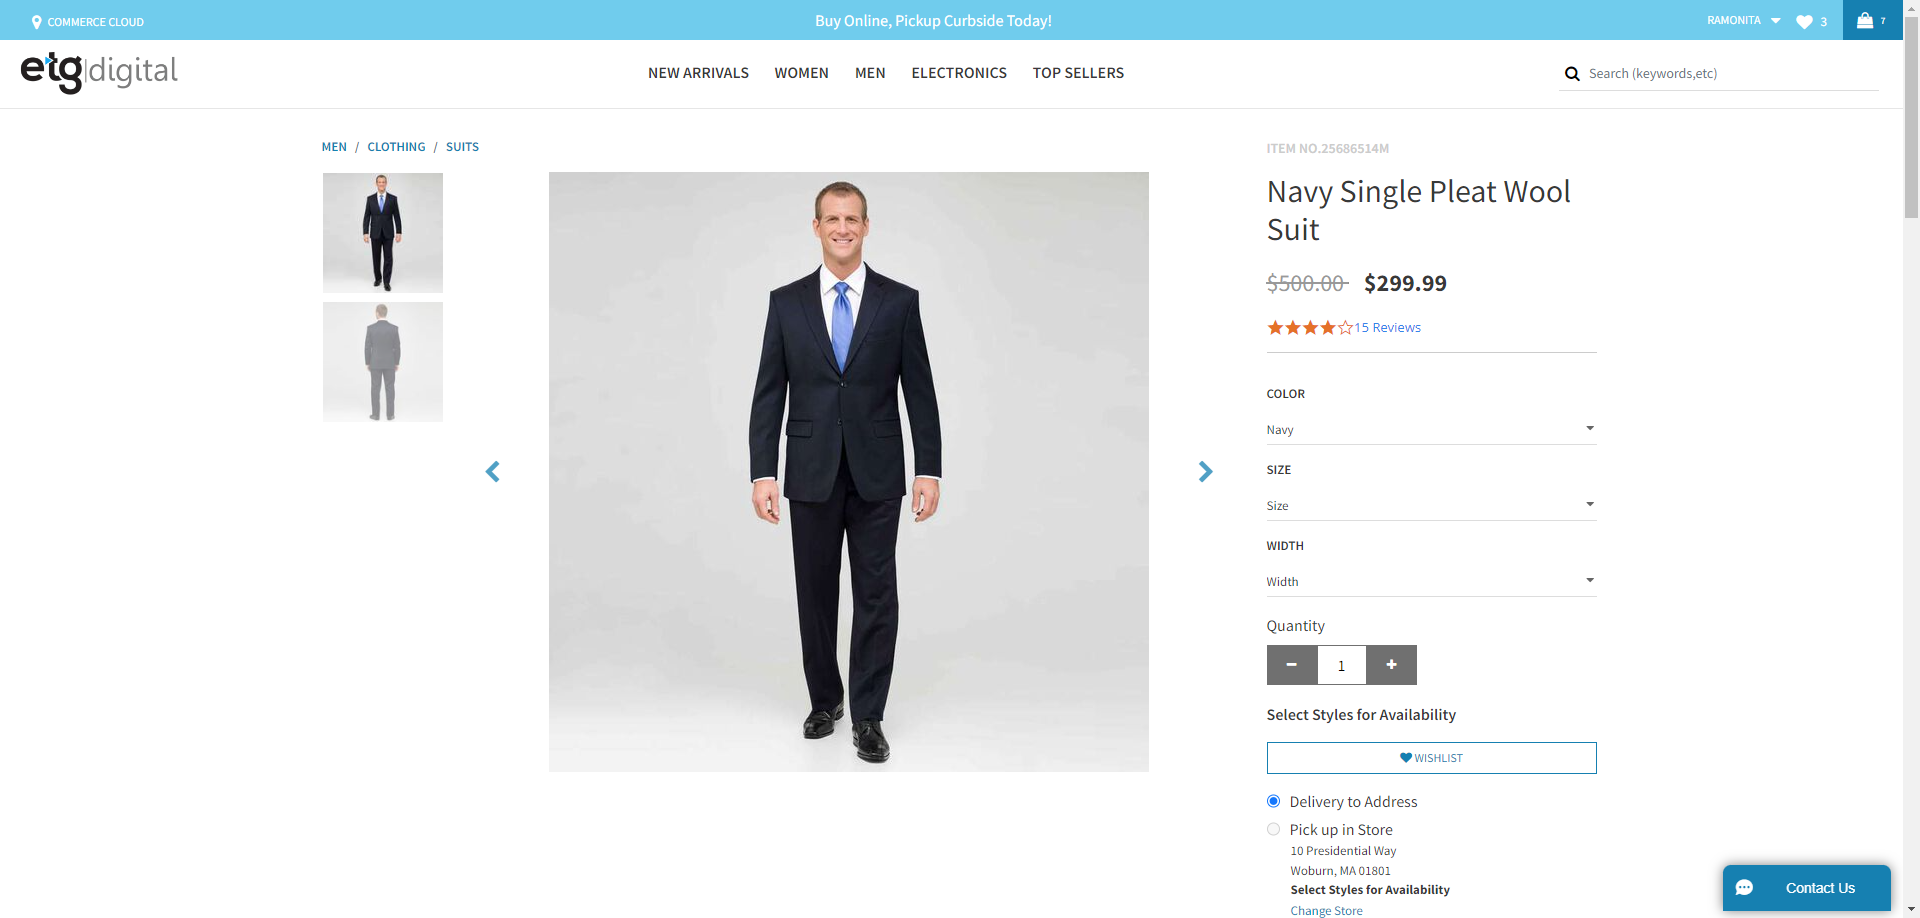 COMMERCE CLOUD
Buy Online, Pickup Curbside Today!
RAMONITA
3
7
etg|digital
NEW ARRIVALS
WOMEN
MEN
ELECTRONICS
TOP SELLERS
Search (keywords,etc)
MEN / CLOTHING / SUITS
ITEM NO.25686514M
Navy Single Pleat Wool
Suit
$500.00 $299.99
15 Reviews
COLOR
Navy
SIZE
Size
WIDTH
Width
Quantity
− 1 +
Select Styles for Availability
WISHLIST
Delivery to Address
Pick up in Store
10 Presidential Way
Woburn, MA 01801
Select Styles for Availability
Change Store
Contact Us